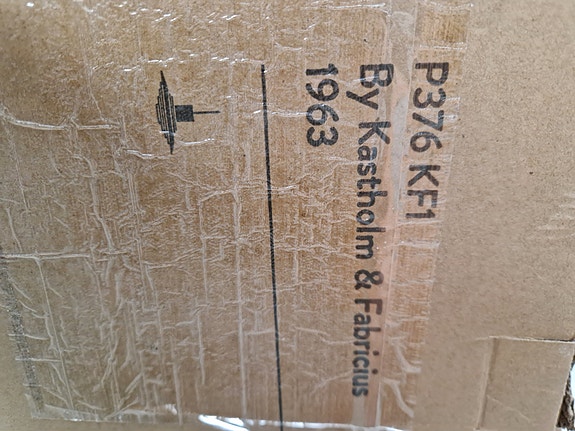 P376 KF1
By Kastholm & Fabricius
1963